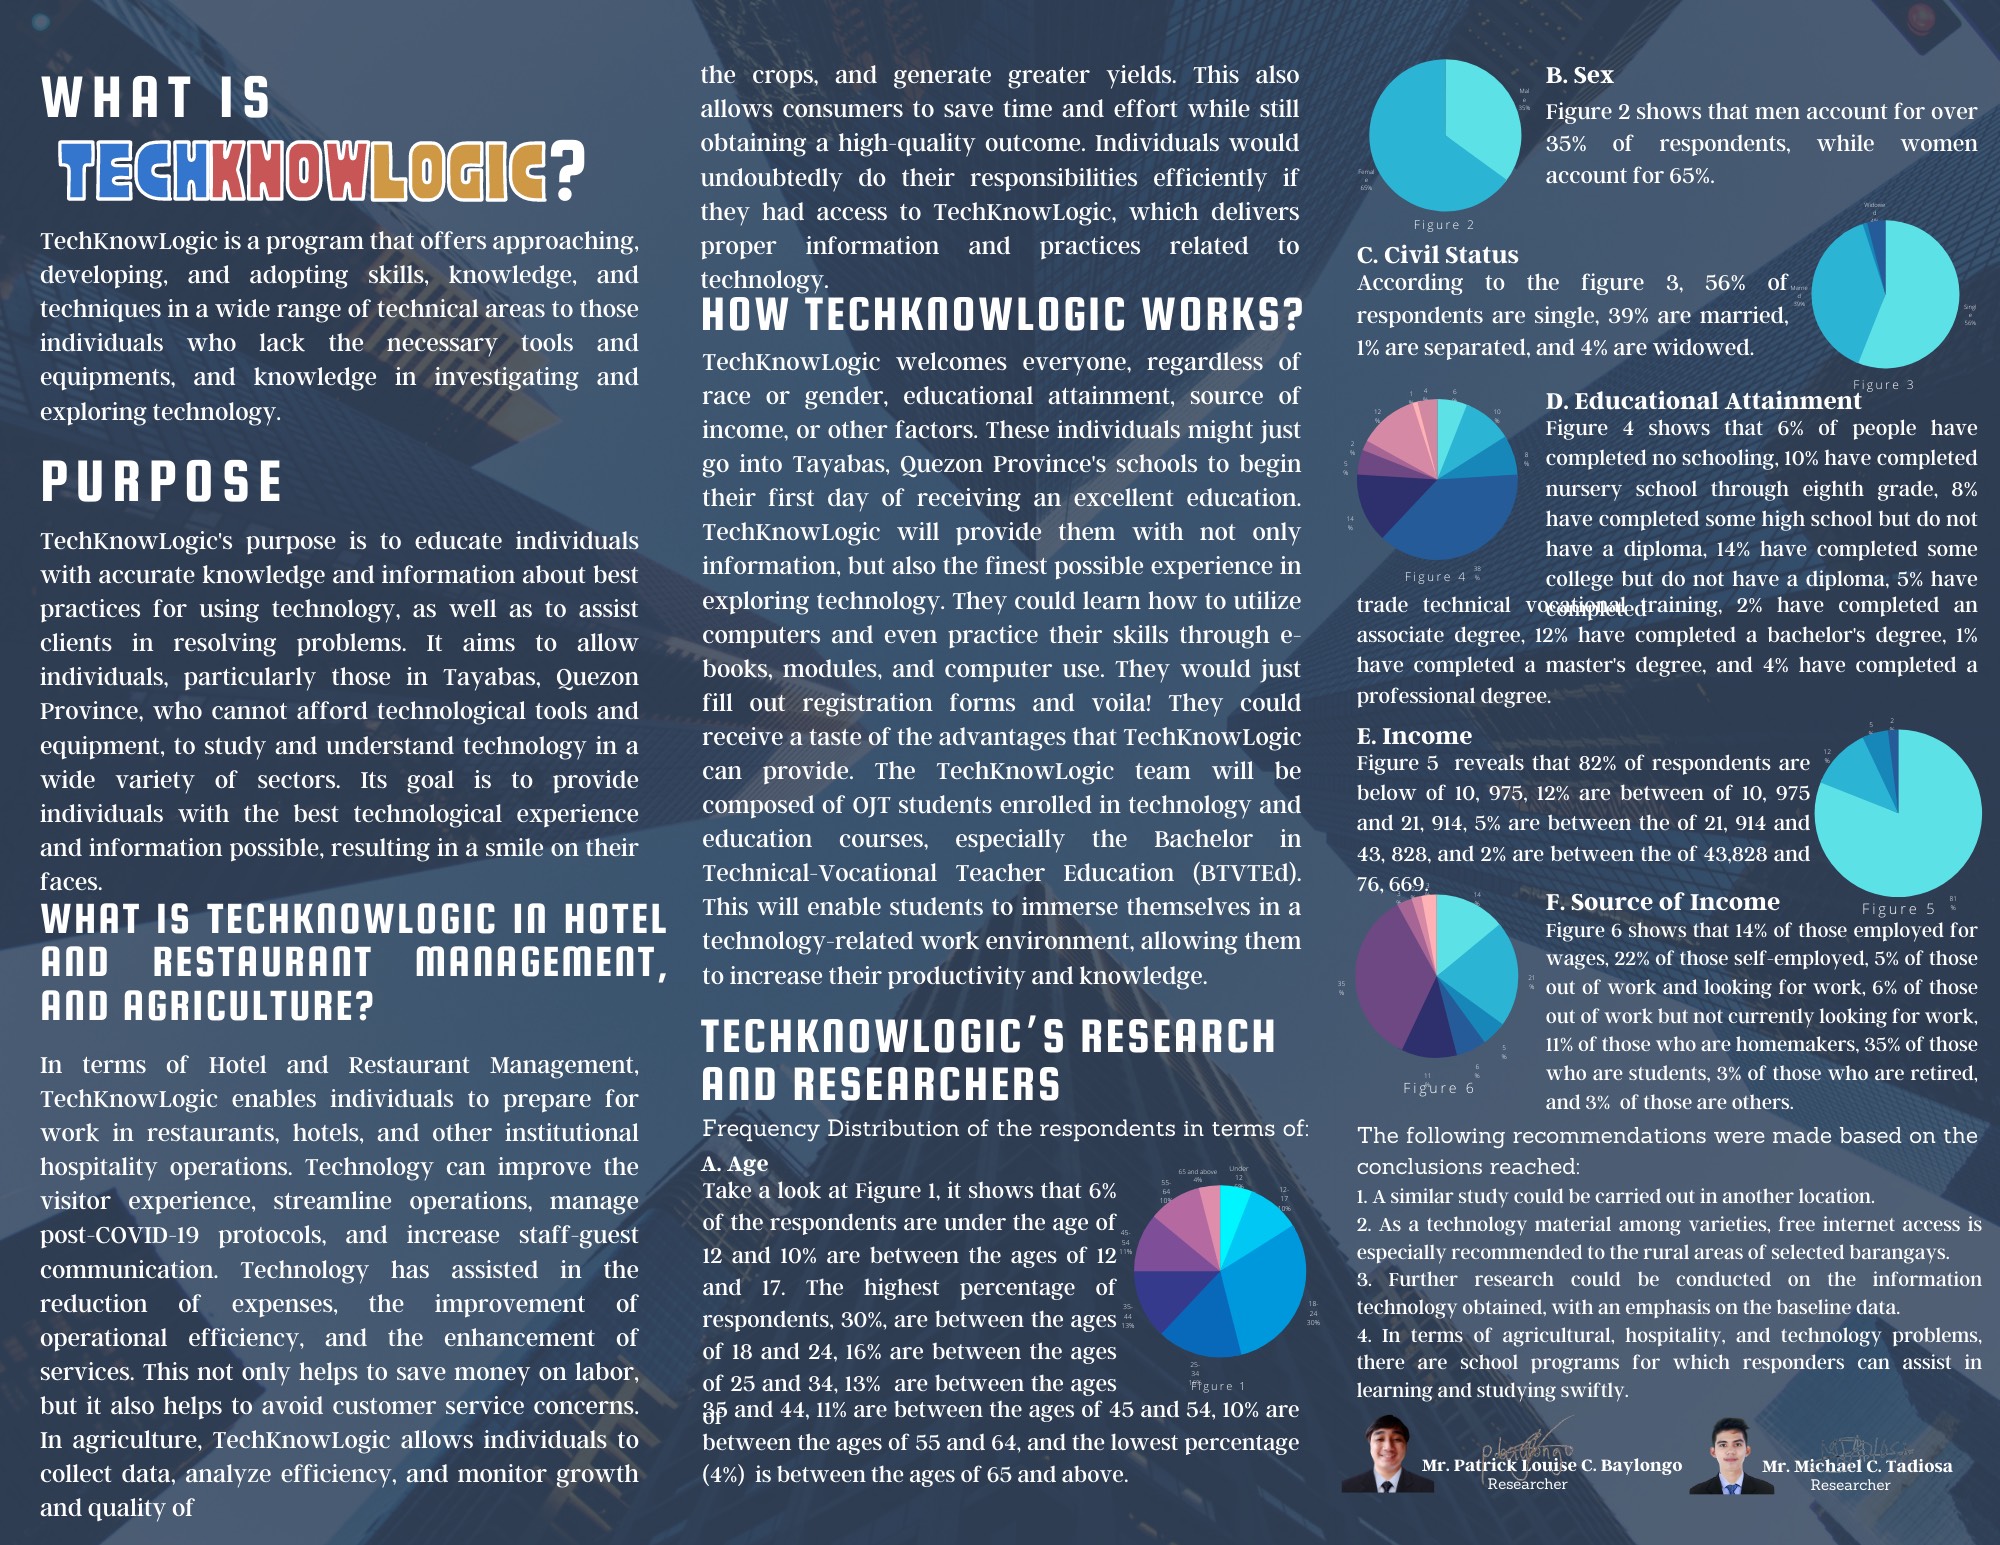 WHAT IS
TECHKNOWLOGIC?
TechKnowLogic is a program that offers approaching,
developing, and adopting skills, knowledge, and
techniques in a wide range of technical areas to those
individuals who lack the necessary tools and
equipments, and knowledge in investigating and
exploring technology.
PURPOSE
TechKnowLogic's purpose is to educate individuals
with accurate knowledge and information about best
practices for using technology, as well as to assist
clients in resolving problems. It aims to allow
individuals, particularly those in Tayabas, Quezon
Province, who cannot afford technological tools and
equipment, to study and understand technology in a
wide variety of sectors. Its goal is to provide
individuals with the best technological experience
and information possible, resulting in a smile on their
faces.
WHAT IS TECHKNOWLOGIC IN HOTEL
AND RESTAURANT MANAGEMENT,
AND AGRICULTURE?
In terms of Hotel and Restaurant Management,
TechKnowLogic enables individuals to prepare for
work in restaurants, hotels, and other institutional
hospitality operations. Technology can improve the
visitor experience, streamline operations, manage
post-COVID-19 protocols, and increase staff-guest
communication. Technology has assisted in the
reduction of expenses, the improvement of
operational efficiency, and the enhancement of
services. This not only helps to save money on labor,
but it also helps to avoid customer service concerns.
In agriculture, TechKnowLogic allows individuals to
collect data, analyze efficiency, and monitor growth
and quality of
the crops, and generate greater yields. This also
allows consumers to save time and effort while still
obtaining a high-quality outcome. Individuals would
undoubtedly do their responsibilities efficiently if
they had access to TechKnowLogic, which delivers
proper information and practices related to
technology.
HOW TECHKNOWLOGIC WORKS?
TechKnowLogic welcomes everyone, regardless of
race or gender, educational attainment, source of
income, or other factors. These individuals might just
go into Tayabas, Quezon Province's schools to begin
their first day of receiving an excellent education.
TechKnowLogic will provide them with not only
information, but also the finest possible experience in
exploring technology. They could learn how to utilize
computers and even practice their skills through e-
books, modules, and computer use. They would just
fill out registration forms and voila! They could
receive a taste of the advantages that TechKnowLogic
can provide. The TechKnowLogic team will be
composed of OJT students enrolled in technology and
education courses, especially the Bachelor in
Technical-Vocational Teacher Education (BTVTEd).
This will enable students to immerse themselves in a
technology-related work environment, allowing them
to increase their productivity and knowledge.
TECHKNOWLOGIC'S RESEARCH
AND RESEARCHERS
Frequency Distribution of the respondents in terms of:
A. Age
Take a look at Figure 1, it shows that 6%
of the respondents are under the age of
12 and 10% are between the ages of 12
and 17. The highest percentage of
respondents, 30%, are between the ages
of 18 and 24, 16% are between the ages
of 25 and 34, 13% are between the ages
of
35 and 44, 11% are between the ages of 45 and 54, 10% are
between the ages of 55 and 64, and the lowest percentage
(4%) is between the ages of 65 and above.
65 and above
4%
Under
12
12-
17
10%
18-
24
30%
25-
34
35-
44
13%
45-
54
11%
55-
64
10%
Figure 1
Mal
e
35%
Femal
e
65%
Figure 2
B. Sex
Figure 2 shows that men account for over
35% of respondents, while women
account for 65%.
C. Civil Status
According to the figure 3, 56% of
respondents are single, 39% are married,
1% are separated, and 4% are widowed.
Widowe
d
Marrie
d
39%
Singl
e
56%
Figure 3
D. Educational Attainment
Figure 4 shows that 6% of people have
completed no schooling, 10% have completed
nursery school through eighth grade, 8%
have completed some high school but do not
have a diploma, 14% have completed some
college but do not have a diploma, 5% have
completed
trade technical vocational training, 2% have completed an
associate degree, 12% have completed a bachelor's degree, 1%
have completed a master's degree, and 4% have completed a
professional degree.
10
%
8
%
38
%
14
%
5
%
2
%
12
%
Figure 4
E. Income
Figure 5 reveals that 82% of respondents are
below of 10, 975, 12% are between of 10, 975
and 21, 914, 5% are between the of 21, 914 and
43, 828, and 2% are between the of 43,828 and
76, 669.
12
%
5
2
81
%
Figure 5
F. Source of Income
Figure 6 shows that 14% of those employed for
wages, 22% of those self-employed, 5% of those
out of work and looking for work, 6% of those
out of work but not currently looking for work,
11% of those who are homemakers, 35% of those
who are students, 3% of those who are retired,
and 3% of those are others.
14
%
21
%
5
%
6
%
11
35
%
Figure 6
The following recommendations were made based on the
conclusions reached:
1. A similar study could be carried out in another location.
2. As a technology material among varieties, free internet access is
especially recommended to the rural areas of selected barangays.
3. Further research could be conducted on the information
technology obtained, with an emphasis on the baseline data.
4. In terms of agricultural, hospitality, and technology problems,
there are school programs for which responders can assist in
learning and studying swiftly.
Mr. Patrick Louise C. Baylongo
Researcher
Mr. Michael C. Tadiosa
Researcher